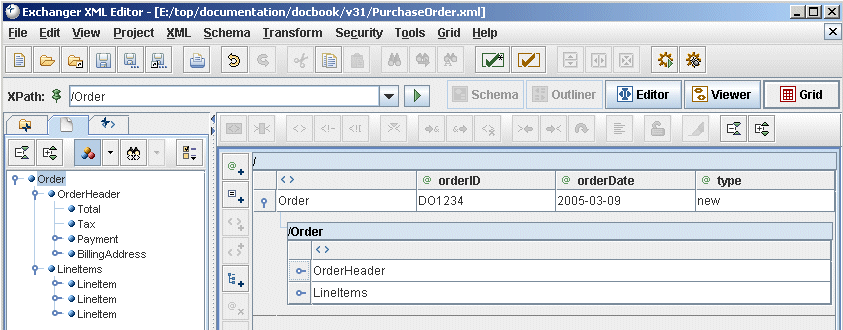 Exchanger XML Editor - [E:/top/documentation/docbook/v31/PurchaseOrder.xml]
File Edit View Project XML Schema Transform Security Tools Grid Help
XPath: /Order Schema Outliner Editor Viewer Grid
/
<> @ orderID @ orderDate @ type
Order DO1234 2005-03-09 new
/Order
<>
OrderHeader
LineItems
Order
OrderHeader
Total
Tax
Payment
BillingAddress
LineItems
LineItem
LineItem
LineItem